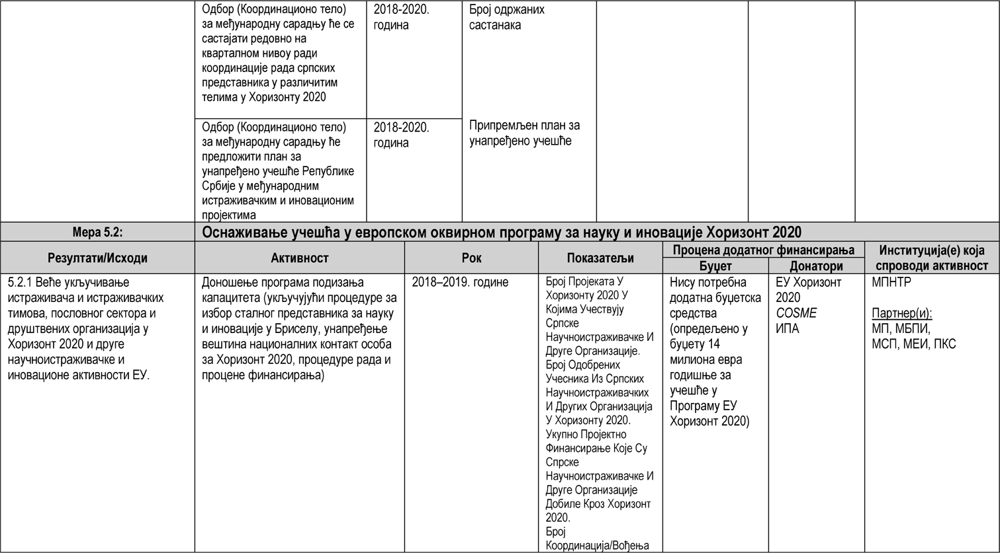 Одбор (Координационо тело)
за међународну сарадњу ће се
састајати редовно на
кварталном нивоу ради
координације рада српских
представника у различитим
телима у Хоризонту 2020
2018-2020.
година
Број одржаних
састанака
Одбор (Координационо тело)
за међународну сарадњу ће
предложити план за
унапређено учешће Републике
Србије у међународним
истраживачким и иновационим
пројектима
2018-2020.
година
Припремљен план за
унапређено учешће
Мера 5.2:
Оснаживање учешћа у европском оквирном програму за науку и иновације Хоризонт 2020
Резултати/Исходи
Активност
Рок
Показатељи
Процена додатног финансирања
Буџет
Донатори
Институција(е) која
спроводи активност
5.2.1 Веће укључивање
истраживача и истраживачких
тимова, пословног сектора и
друштвених организација у
Хоризонт 2020 и друге
научноистраживачке и
иновационе активности ЕУ.
Доношење програма подизања
капацитета (укључујући процедуре за
избор сталног представника за науку
и иновације у Бриселу, унапређење
вештина националних контакт особа
за Хоризонт 2020, процедуре рада и
процене финансирања)
2018–2019. године
Број Пројеката У
Хоризонту 2020 У
Којима Учествују
Српске
Научноистраживачке И
Друге Организације.
Број Одобрених
Учесника Из Српских
Научноистраживачких
И Других Организација
У Хоризонту 2020.
Укупно Пројектно
Финансирање Које Су
Спрске
Научноистраживачке И
Друге Организације
Добиле Кроз Хоризонт
2020.
Број
Координација/Вођења
Нису потребна
додатна буџетска
средства
(опредељено у
буџету 14
милиона евра
годишње за
учешће у
Програму ЕУ
Хоризонт 2020)
ЕУ Хоризонт
2020
COSME
ИПА
МПНТР
Партнер(и):
МП, МБПИ,
МСП, МЕИ, ПКС